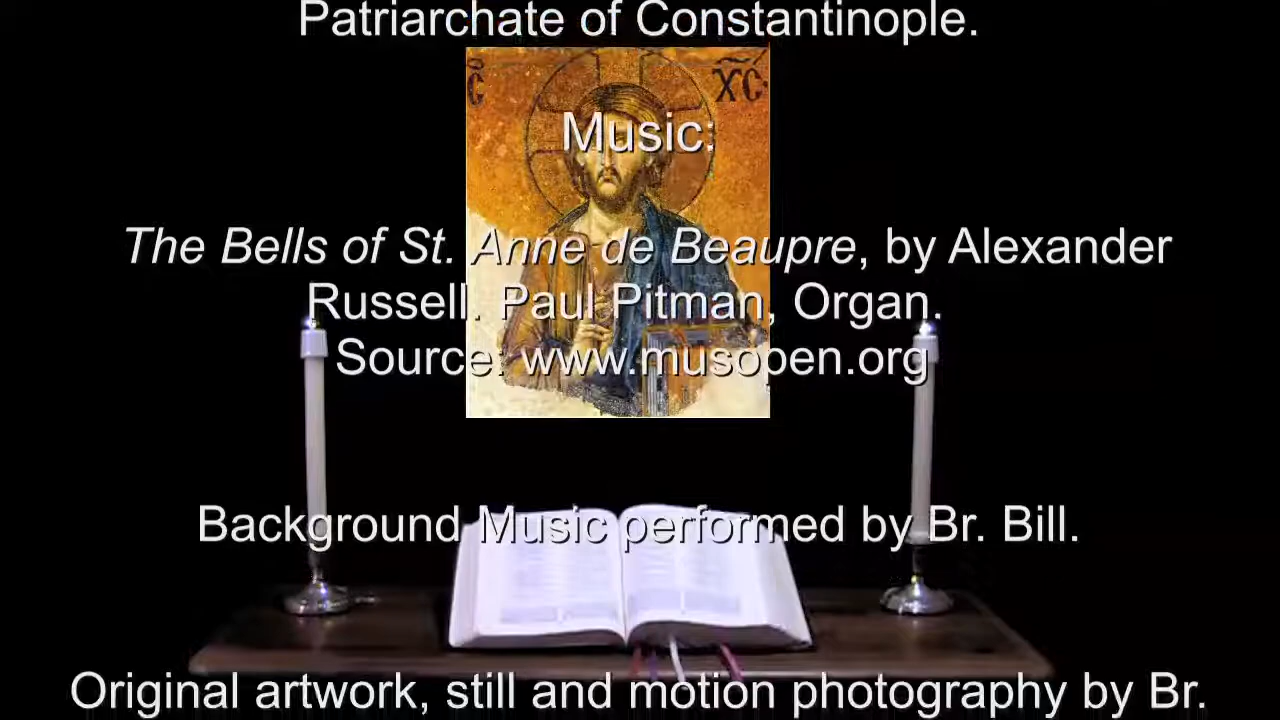 Patriarchate of Constantinople.
XC
Music:
The Bells of St. Anne de Beaupre, by Alexander
Russell. Paul Pitman, Organ.
Source: www.musopen.org
Background Music performed by Br. Bill.
Original artwork, still and motion photography by Br.